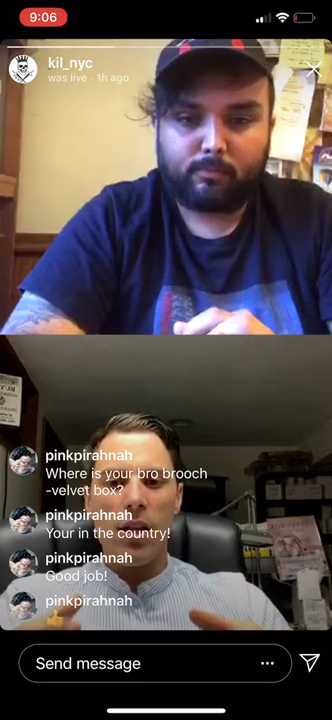 9:06
kil_nyc
was live · 1h ago
pinkpirahnah
Where is your bro brooch
-velvet box?
pinkpirahnah
Your in the country!
pinkpirahnah
Good job!
pinkpirahnah
👍
Send message